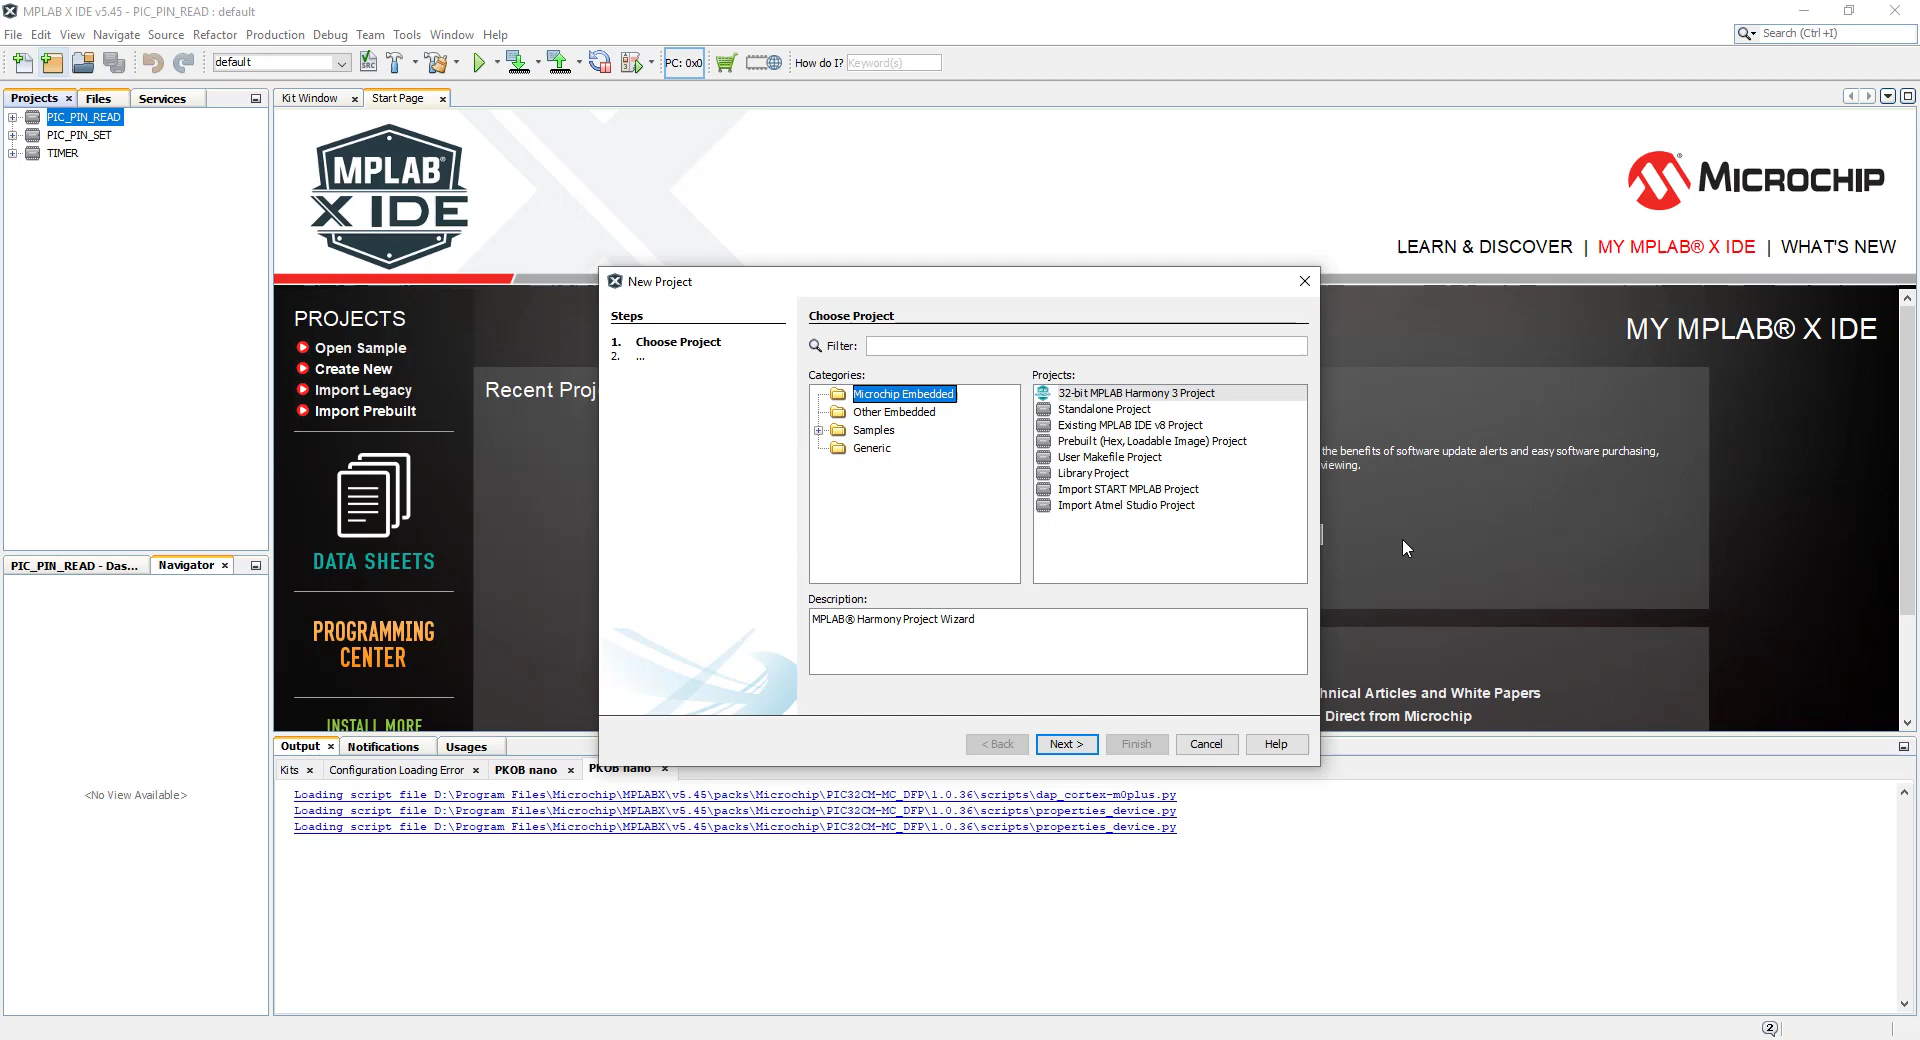 MPLAB X IDE v5.45 - PIC_PIN_READ : default
File Edit View Navigate Source Refactor Production Debug Team Tools Window Help
Search (Ctrl+I)
default
SRC
PC: 0x0
How do I? Keyword(s)
Projects Files Services
Kit Window Start Page
PIC_PIN_READ
PIC_PIN_SET
TIMER
MPLAB®
X IDE
MICROCHIP
LEARN & DISCOVER | MY MPLAB® X IDE | WHAT'S NEW
PROJECTS
Open Sample
Create New
Import Legacy
Import Prebuilt
DATA SHEETS
PROGRAMMING
CENTER
INSTALL MORE
Recent Proj
MY MPLAB® X IDE
the benefits of software update alerts and easy software purchasing,
viewing.
hnical Articles and White Papers
Direct from Microchip
New Project
Steps
1. Choose Project
2. ...
Choose Project
Filter:
Categories:
Microchip Embedded
Other Embedded
Samples
Generic
Projects:
32-bit MPLAB Harmony 3 Project
Standalone Project
Existing MPLAB IDE v8 Project
Prebuilt (Hex, Loadable Image) Project
User Makefile Project
Library Project
Import START MPLAB Project
Import Atmel Studio Project
Description:
MPLAB® Harmony Project Wizard
< Back Next > Finish Cancel Help
PIC_PIN_READ - Das... Navigator
<No View Available>
Output Notifications Usages
Kits Configuration Loading Error PKOB nano PKOB nano
Loading script file D:\Program Files\Microchip\MPLABX\v5.45\packs\Microchip\PIC32CM-MC_DFP\1.0.36\scripts\dap_cortex-m0plus.py
Loading script file D:\Program Files\Microchip\MPLABX\v5.45\packs\Microchip\PIC32CM-MC_DFP\1.0.36\scripts\properties_device.py
Loading script file D:\Program Files\Microchip\MPLABX\v5.45\packs\Microchip\PIC32CM-MC_DFP\1.0.36\scripts\properties_device.py
2